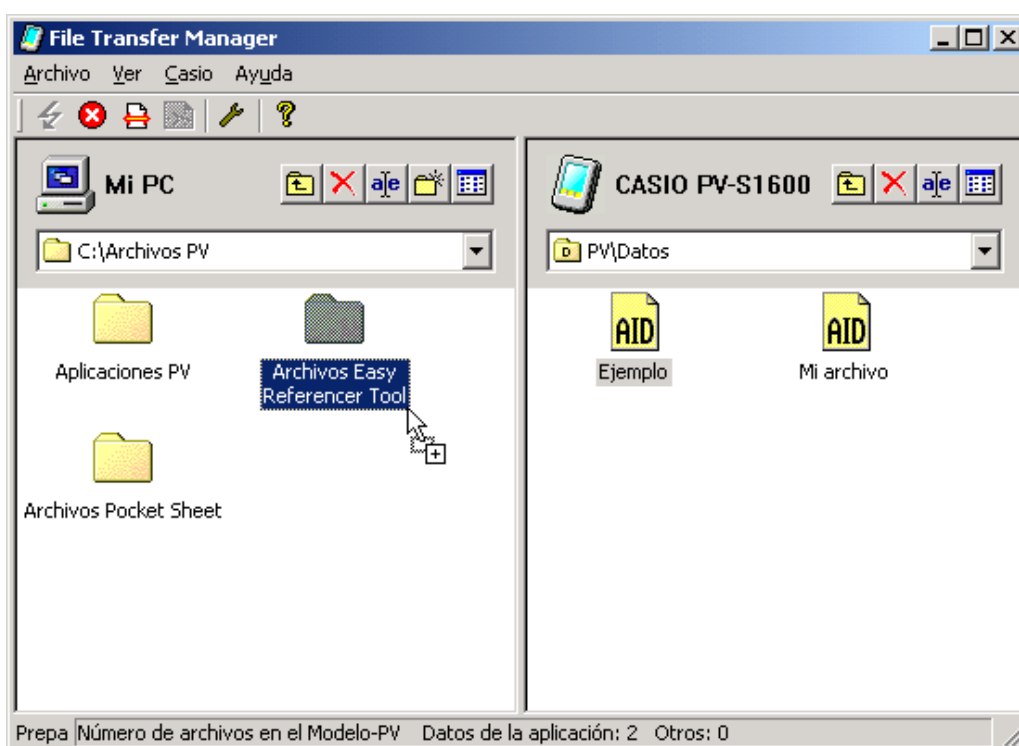 File Transfer Manager
Archivo Ver Casio Ayuda
Mi PC
CASIO PV-S1600
C:\Archivos PV
PV\Datos
Aplicaciones PV
Archivos Easy
Referencer Tool
AID
AID
Ejemplo
Mi archivo
Archivos Pocket Sheet
Prepa Número de archivos en el Modelo-PV Datos de la aplicación: 2 Otros: 0